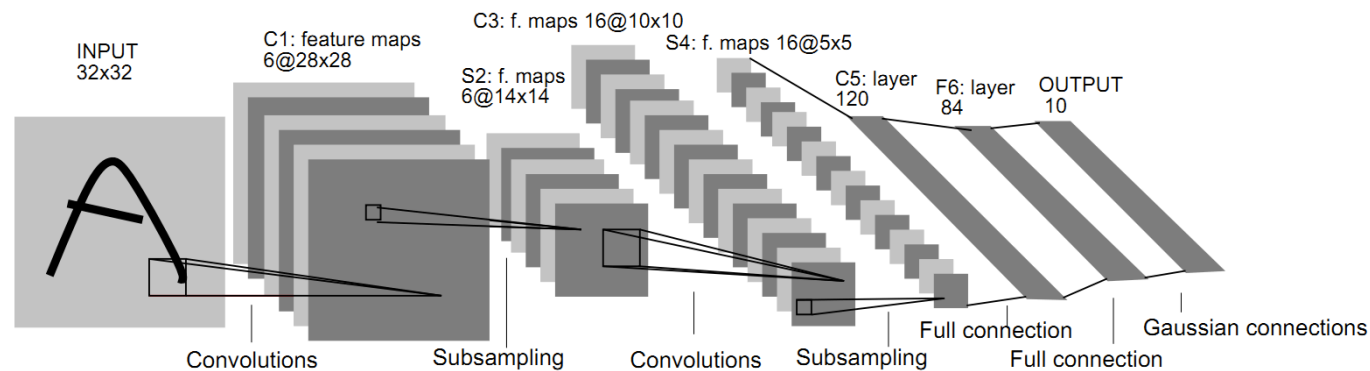 INPUT
32x32
C1: feature maps
6@28x28
S2: f. maps
6@14x14
C3: f. maps 16@10x10
S4: f. maps 16@5x5
C5: layer
120
F6: layer
84
OUTPUT
10
Convolutions
Subsampling
Convolutions
Subsampling
Full connection
Full connection
Gaussian connections